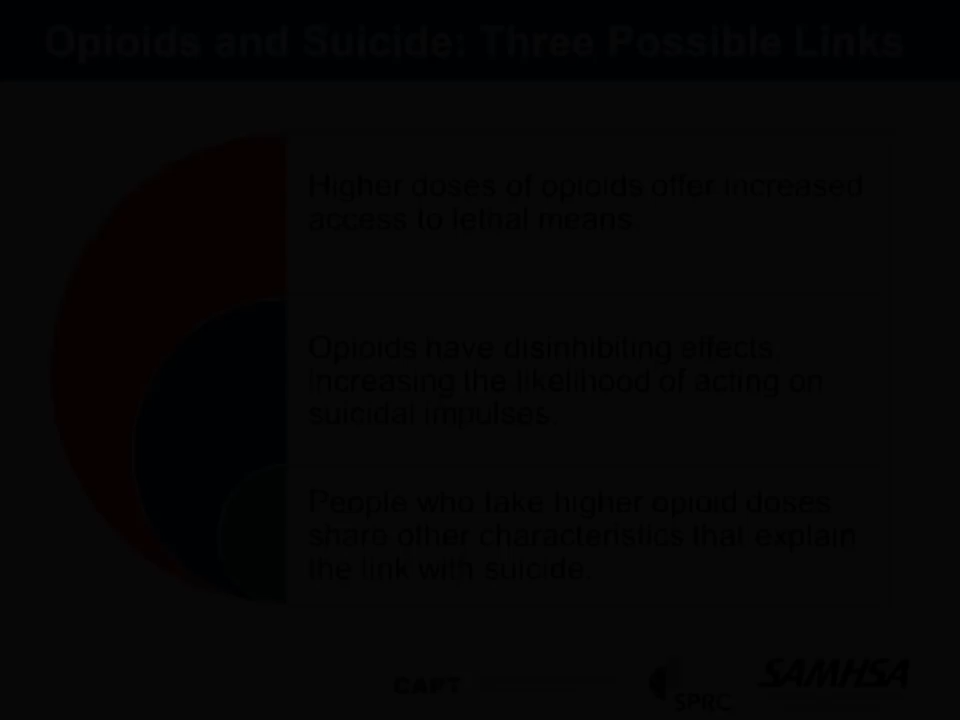 Opioids and Suicide: Three Possible Links
Higher doses of opioids offer increased
access to lethal means.
Opioids have disinhibiting effects
increasing the likelihood of acting on
suicidal impulses.
People who take higher opioid doses
share other characteristics that explain
the link with suicide.
CAPT
SPRC
SAMHSA